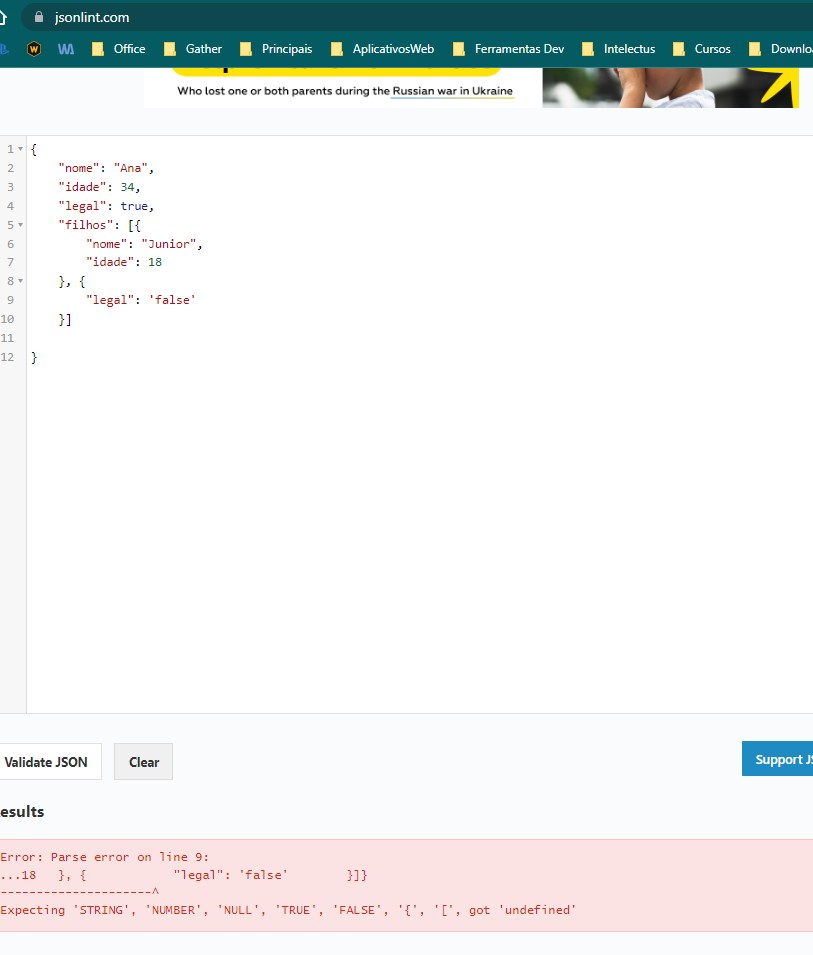 jsonlint.com
W Office Gather Principais AplicativosWeb Ferramentas Dev Intelectus Cursos Downlo
Who lost one or both parents during the Russian war in Ukraine
1 {
2 "nome": "Ana",
3 "idade": 34,
4 "legal": true,
5 "filhos": [{
6 "nome": "Junior",
7 "idade": 18
8 }, {
9 "legal": 'false'
10 }]
11
12 }
Validate JSON Clear Support JS
esults
Error: Parse error on line 9:
...18 }, { "legal": 'false' }]}
---------------------^
Expecting 'STRING', 'NUMBER', 'NULL', 'TRUE', 'FALSE', '{', '[', got 'undefined'